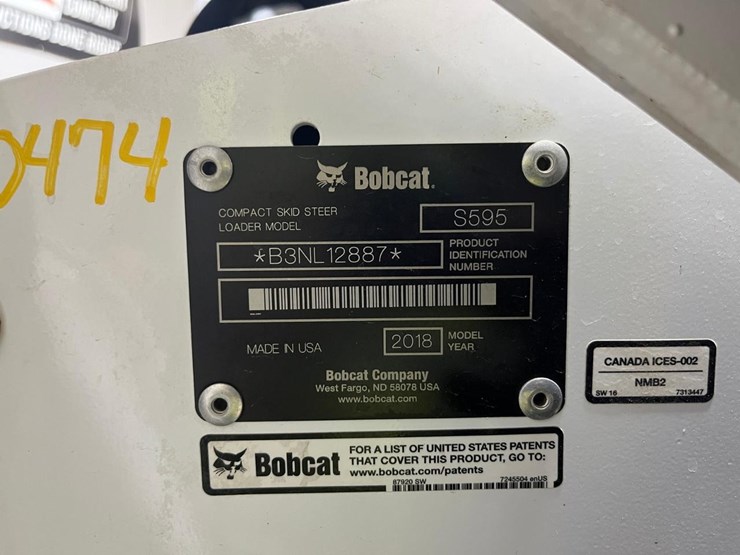 COMPANY
0474
Bobcat.
COMPACT SKID STEER
LOADER MODEL
S595
*B3NL12887*
PRODUCT
IDENTIFICATION
NUMBER
MADE IN USA
2018
MODEL
YEAR
Bobcat Company
West Fargo, ND 58078 USA
www.bobcat.com
CANADA ICES-002
NMB2
SW 16
7313447
Bobcat
FOR A LIST OF UNITED STATES PATENTS
THAT COVER THIS PRODUCT, GO TO:
www.bobcat.com/patents
87920 SW
7245504 enUS